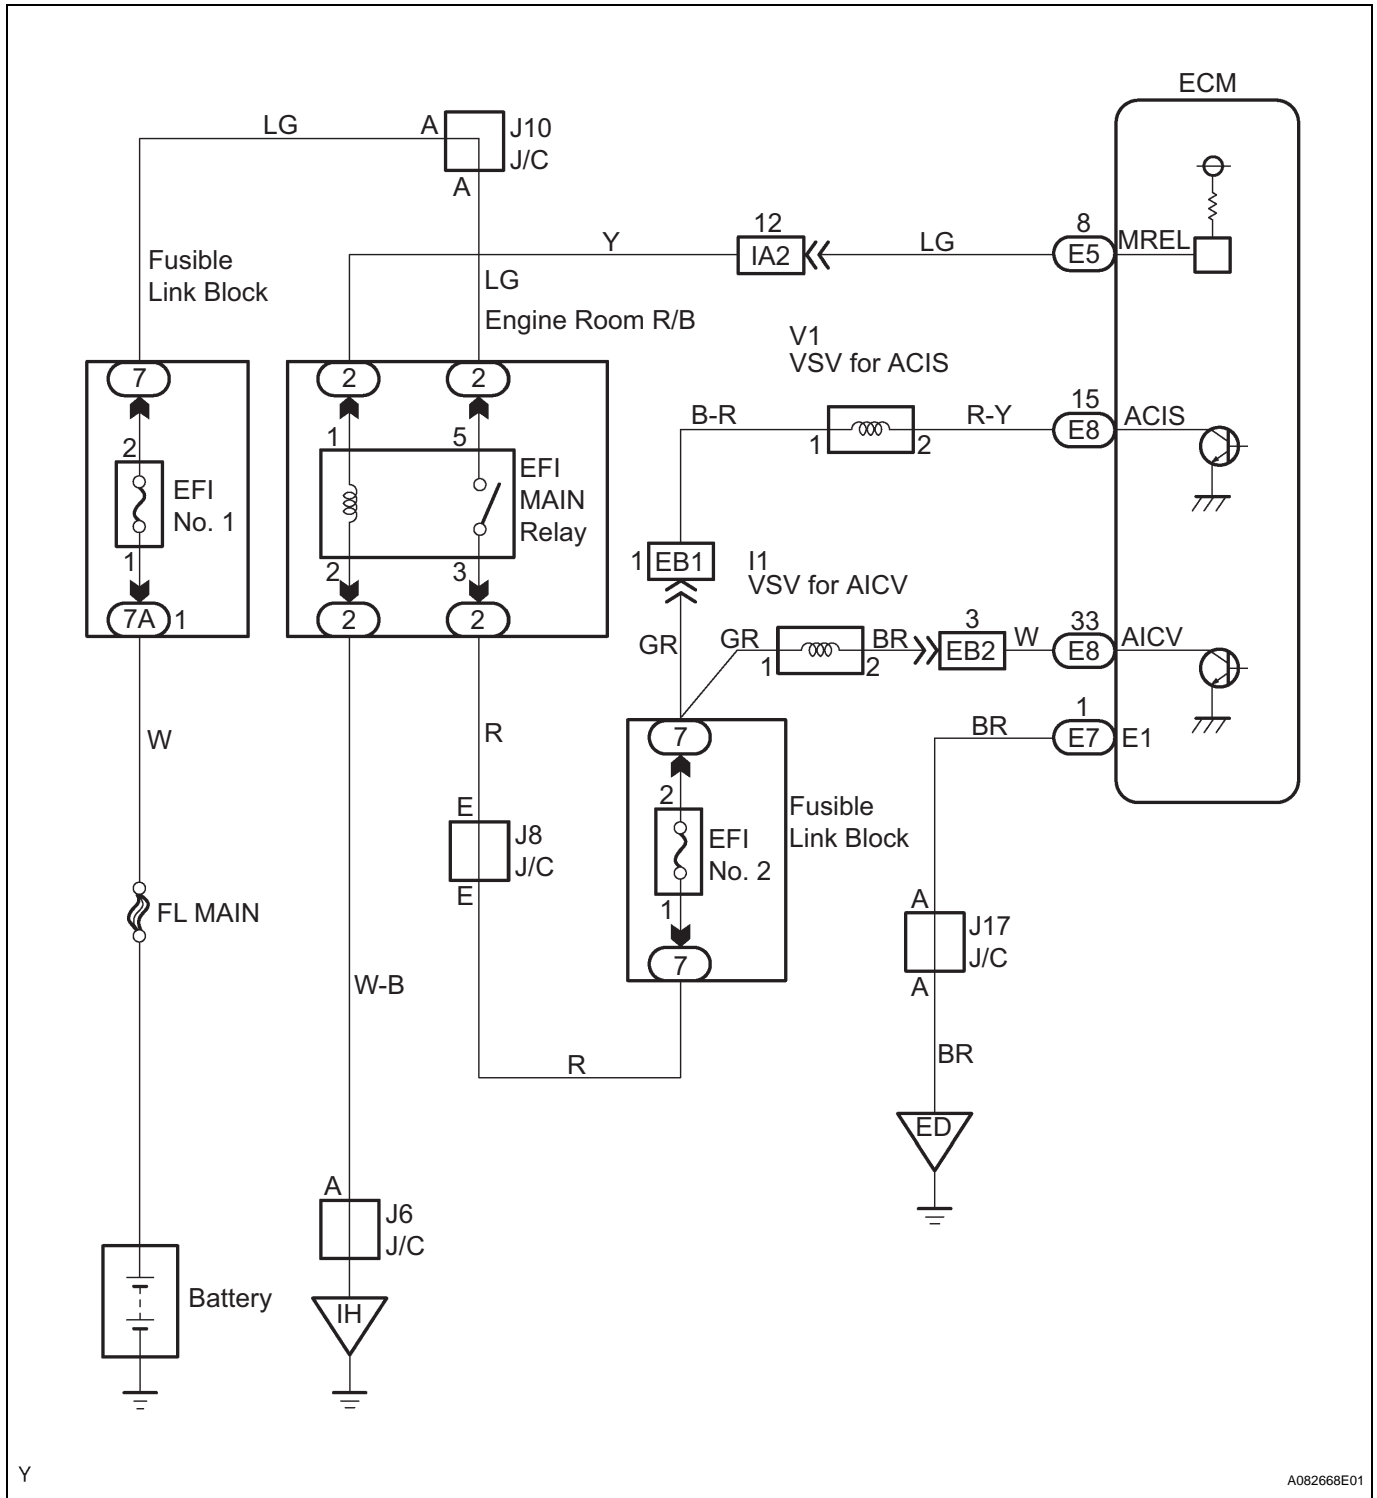 ECM
LG
A
J10
J/C
A
12
IA2
Y
LG
8
E5
MREL
Fusible
Link Block
LG
Engine Room R/B
V1
VSV for ACIS
7
2
2
B-R
1
2
R-Y
15
E8
ACIS
2
1
5
EFI
No. 1
EFI
MAIN
Relay
1
2
3
7A
1
2
2
1
EB1
I1
VSV for AICV
GR
GR
1
2
BR
3
EB2
W
33
E8
AICV
W
R
7
BR
1
E7
E1
2
Fusible
Link Block
EFI
No. 2
1
7
E
J8
J/C
E
FL MAIN
A
J17
J/C
A
W-B
R
BR
ED
A
J6
J/C
Battery
IH
Y
A082668E01